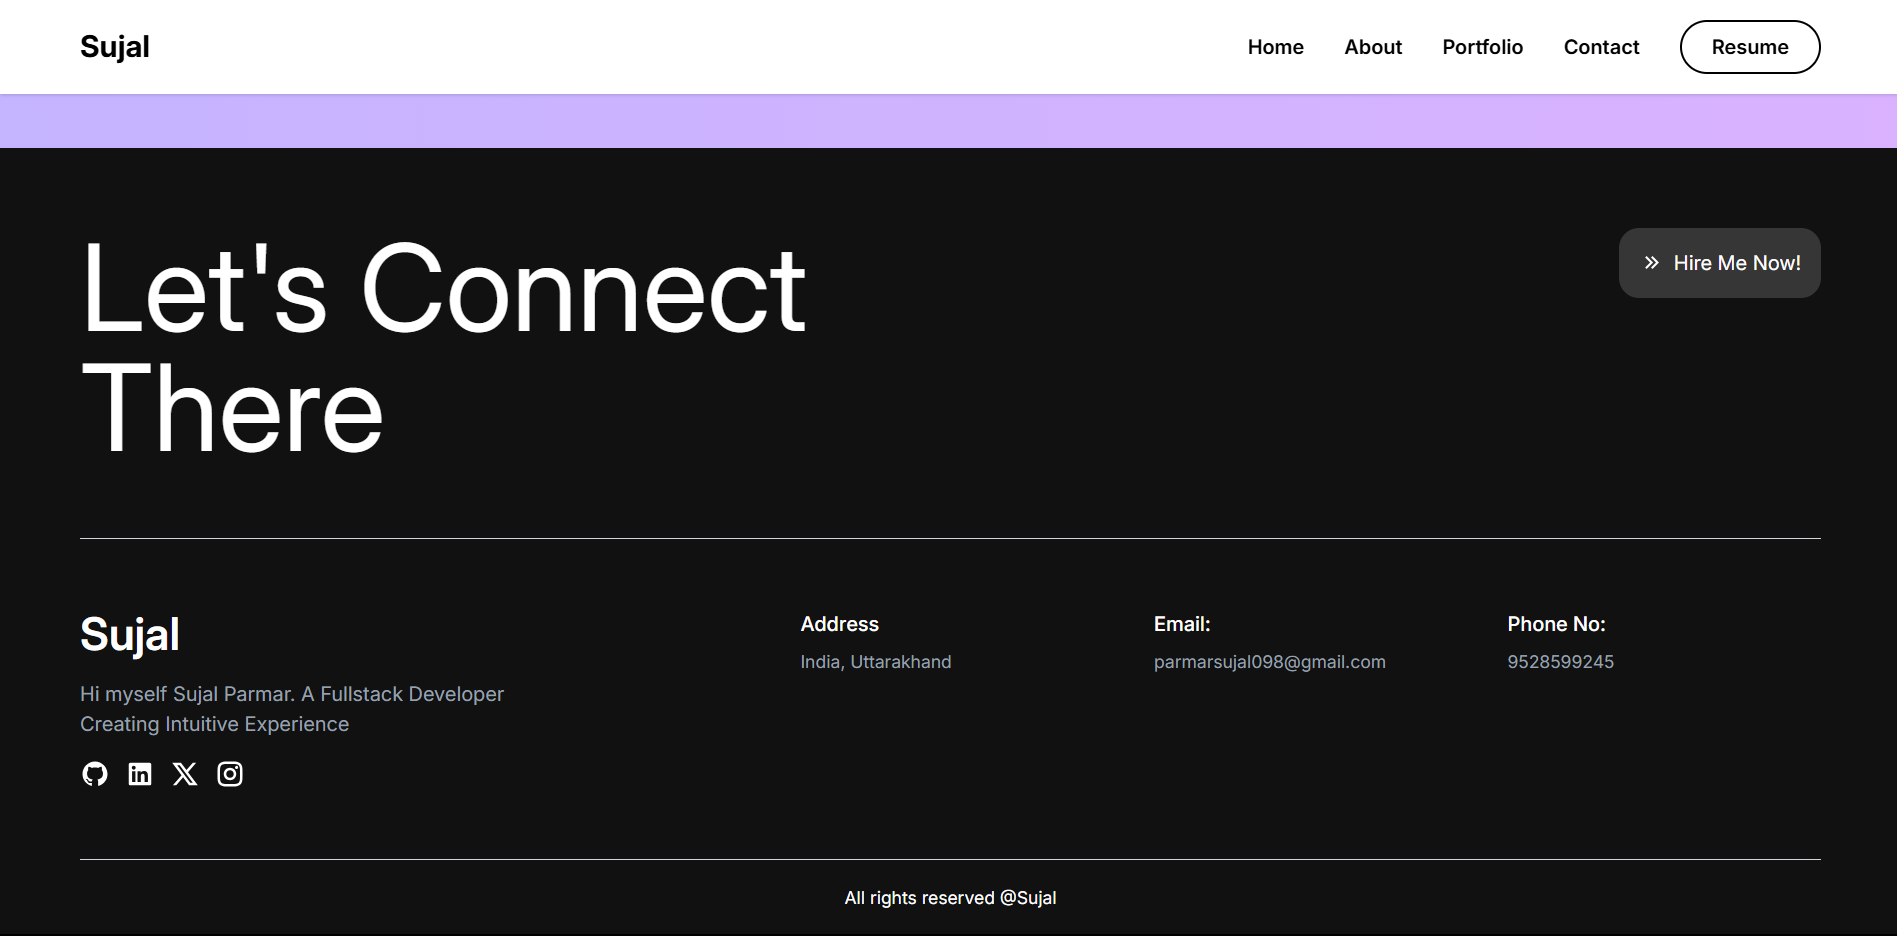 Sujal
Home
About
Portfolio
Contact
Resume
Let's Connect
There
Hire Me Now!
Sujal
Hi myself Sujal Parmar. A Fullstack Developer
Creating Intuitive Experience
Address
India, Uttarakhand
Email:
parmarsujal098@gmail.com
Phone No:
9528599245
All rights reserved @Sujal